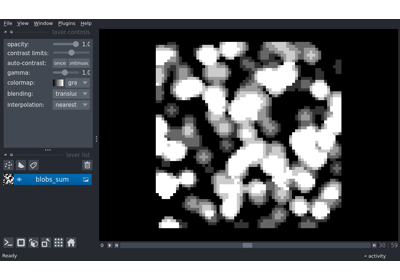 File View Window Plugins Help
layer controls
opacity: 1.0
contrast limits:
auto-contrast: once
gamma: 1.0
colormap: gra
blending: translu
interpolation: nearest
layer list
blobs_sum
0 30 59
Ready activity